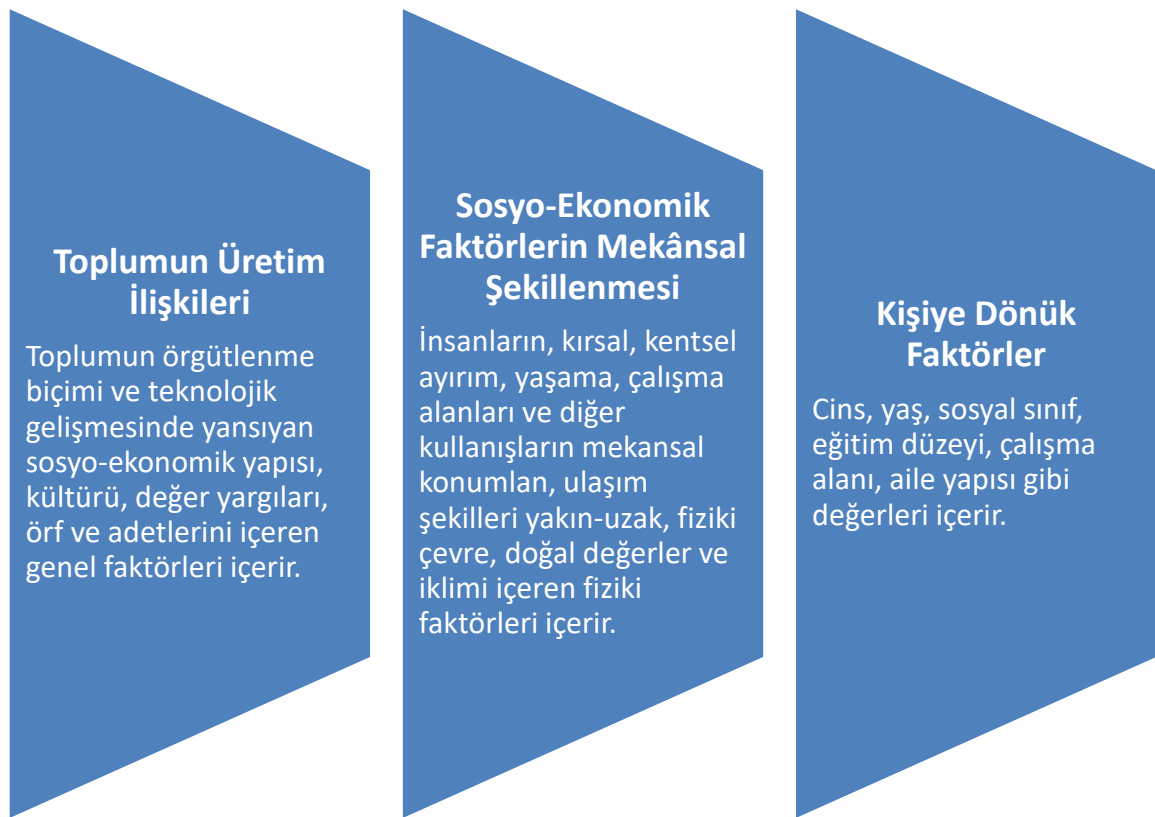 Toplumun Üretim
İlişkileri
Toplumun örgütlenme
biçimi ve teknolojik
gelişmesinde yansıyan
sosyo-ekonomik yapısı,
kültürü, değer yargıları,
örf ve adetlerini içeren
genel faktörleri içerir.
Sosyo-Ekonomik
Faktörlerin Mekânsal
Şekillenmesi
İnsanların, kırsal, kentsel
ayırım, yaşama, çalışma
alanları ve diğer
kullanışların mekansal
konumlan, ulaşım
şekilleri yakın-uzak, fiziki
çevre, doğal değerler ve
iklimi içeren fiziki
faktörleri içerir.
Kişiye Dönük
Faktörler
Cins, yaş, sosyal sınıf,
eğitim düzeyi, çalışma
alanı, aile yapısı gibi
değerleri içerir.